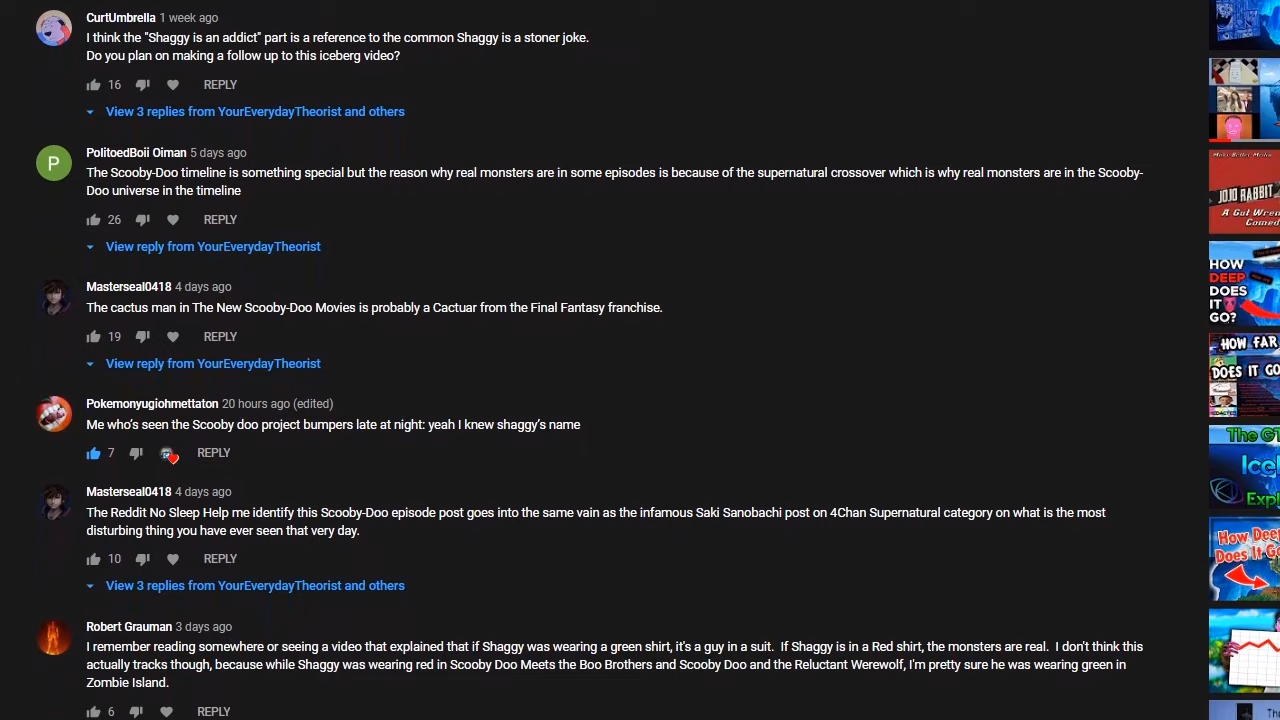 CurtUmbrella 1 week ago
I think the "Shaggy is an addict" part is a reference to the common Shaggy is a stoner joke.
Do you plan on making a follow up to this iceberg video?
16 REPLY
View 3 replies from YourEverydayTheorist and others
P
PolitoedBoii Oiman 5 days ago
The Scooby-Doo timeline is something special but the reason why real monsters are in some episodes is because of the supernatural crossover which is why real monsters are in the Scooby-
Doo universe in the timeline
26 REPLY
View reply from YourEverydayTheorist
Masterseal0418 4 days ago
The cactus man in The New Scooby-Doo Movies is probably a Cactuar from the Final Fantasy franchise.
19 REPLY
View reply from YourEverydayTheorist
Pokemonyugiohmettaton 20 hours ago (edited)
Me who's seen the Scooby doo project bumpers late at night: yeah I knew shaggy's name
7 REPLY
Masterseal0418 4 days ago
The Reddit No Sleep Help me identify this Scooby-Doo episode post goes into the same vain as the infamous Saki Sanobachi post on 4Chan Supernatural category on what is the most
disturbing thing you have ever seen that very day.
10 REPLY
View 3 replies from YourEverydayTheorist and others
Robert Grauman 3 days ago
I remember reading somewhere or seeing a video that explained that if Shaggy was wearing a green shirt, it's a guy in a suit. If Shaggy is in a Red shirt, the monsters are real. I don't think this
actually tracks though, because while Shaggy was wearing red in Scooby Doo Meets the Boo Brothers and Scooby Doo and the Reluctant Werewolf, I'm pretty sure he was wearing green in
Zombie Island.
6 REPLY
JOJO RABBIT
A Gut Wren
Comed
HOW
DEEP
DOES
IT
GO?
HOW FAR
DOES IT GO
The GT
Ice
Expl
How Deep
Does It Go